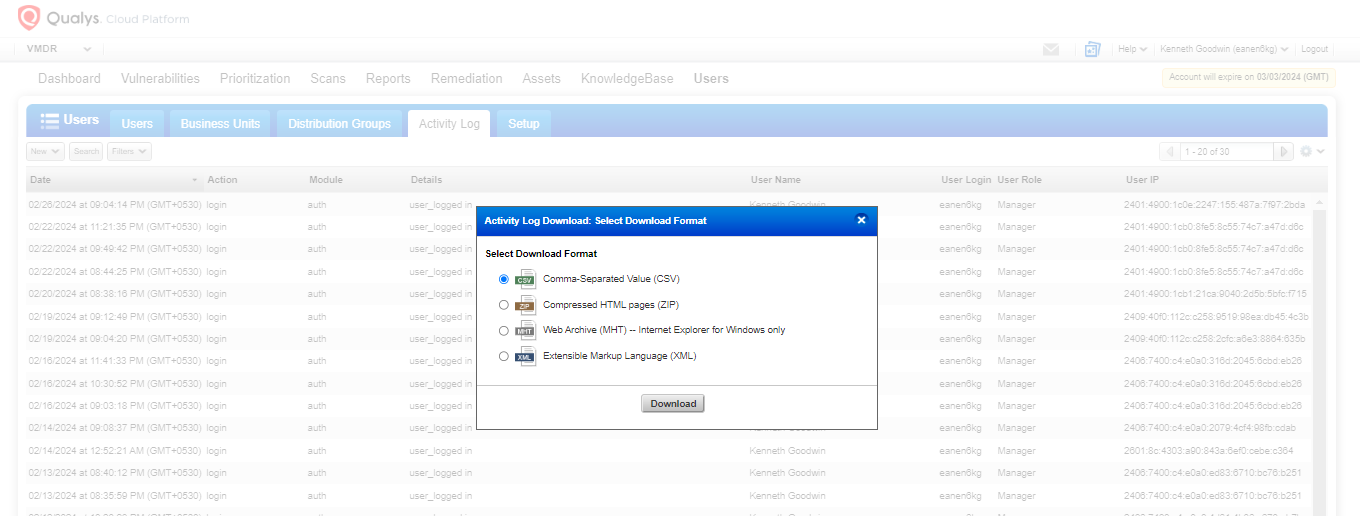 Qualys. Cloud Platform
VMDR Help Kenneth Goodwin (eanen6kg) Logout
Dashboard Vulnerabilities Prioritization Scans Reports Remediation Assets KnowledgeBase Users Account will expire on 03/03/2024 (GMT)
Users Users Business Units Distribution Groups Activity Log Setup
New Search Filters 1 - 20 of 30
Date Action Module Details User Name User Login User Role User IP
02/26/2024 at 09:04:14 PM (GMT+0530) login auth user_logged in Kenneth Goodwin eanen6kg Manager 2401:4900:1c0e:2247:155:487a:7f97:2bda
02/22/2024 at 11:21:35 PM (GMT+0530) login auth user_logged in eanen6kg Manager 2401:4900:1cb0:8fe5:8c55:74c7:a47d:d6c
02/22/2024 at 09:49:42 PM (GMT+0530) login auth user_logged in eanen6kg Manager 2401:4900:1cb0:8fe5:8c55:74c7:a47d:d6c
02/22/2024 at 08:44:25 PM (GMT+0530) login auth user_logged in eanen6kg Manager 2401:4900:1cb0:8fe5:8c55:74c7:a47d:d6c
02/20/2024 at 08:38:16 PM (GMT+0530) login auth user_logged in eanen6kg Manager 2401:4900:1cb1:21ca:9040:2d5b:5bfc:f715
02/19/2024 at 09:12:49 PM (GMT+0530) login auth user_logged in eanen6kg Manager 2409:40f0:112c:c258:9519:98ea:db45:4c3b
02/19/2024 at 09:04:20 PM (GMT+0530) login auth user_logged in eanen6kg Manager 2409:40f0:112c:c258:2cfc:a6e3:8864:635b
02/16/2024 at 11:41:33 PM (GMT+0530) login auth user_logged in eanen6kg Manager 2406:7400:c4:e0a0:316d:2045:6cbd:eb26
02/16/2024 at 10:30:52 PM (GMT+0530) login auth user_logged in eanen6kg Manager 2406:7400:c4:e0a0:316d:2045:6cbd:eb26
02/16/2024 at 09:03:18 PM (GMT+0530) login auth user_logged in eanen6kg Manager 2406:7400:c4:e0a0:316d:2045:6cbd:eb26
02/14/2024 at 09:08:37 PM (GMT+0530) login auth user_logged in Kenneth Goodwin eanen6kg Manager 2406:7400:c4:e0a0:2079:4cf4:98fb:cdab
02/14/2024 at 12:52:21 AM (GMT+0530) login auth user_logged in Kenneth Goodwin eanen6kg Manager 2601:8c:4303:a90:843a:6ef0:cebe:c364
02/13/2024 at 08:40:12 PM (GMT+0530) login auth user_logged in Kenneth Goodwin eanen6kg Manager 2406:7400:c4:e0a0:ed83:6710:bc76:b251
02/13/2024 at 08:35:59 PM (GMT+0530) login auth user_logged in Kenneth Goodwin eanen6kg Manager 2406:7400:c4:e0a0:ed83:6710:bc76:b251
Activity Log Download: Select Download Format
Select Download Format
CSV Comma-Separated Value (CSV)
ZIP Compressed HTML pages (ZIP)
MHT Web Archive (MHT) -- Internet Explorer for Windows only
XML Extensible Markup Language (XML)
Download